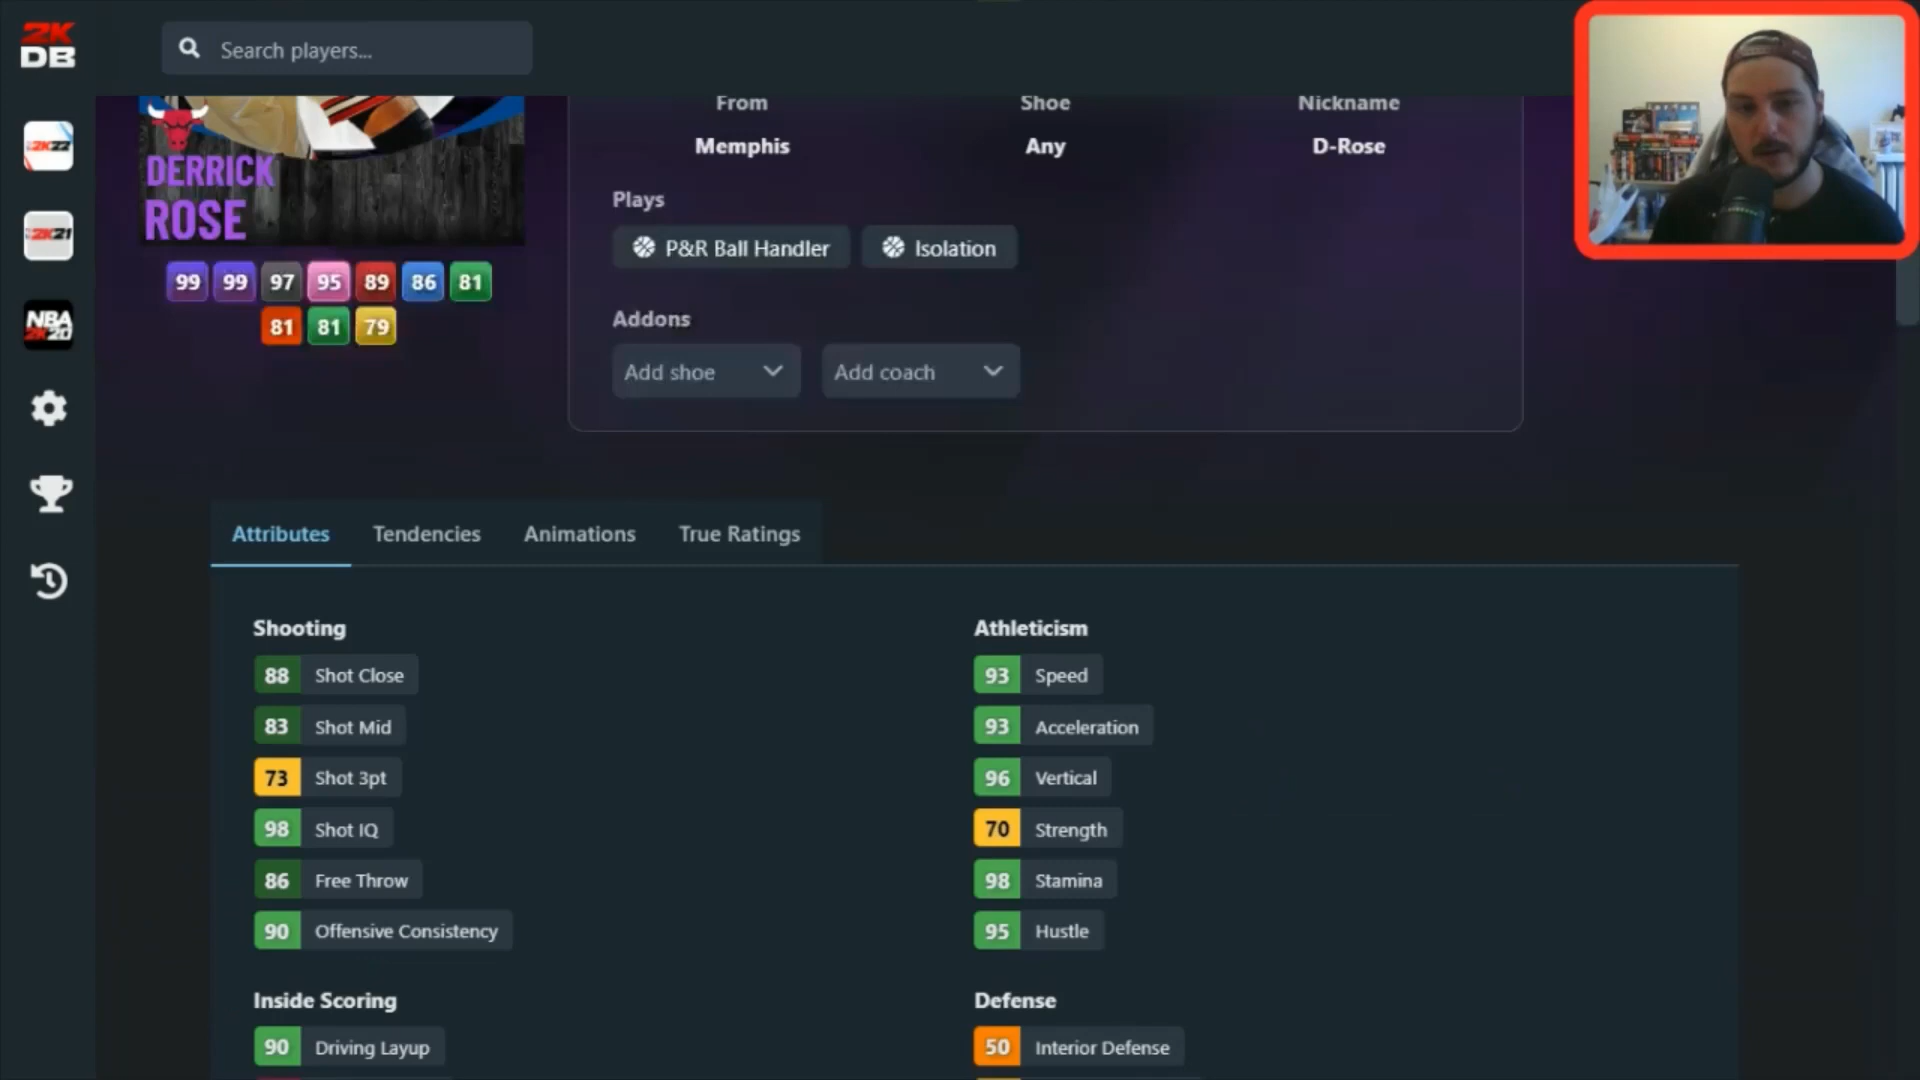 2K
DB
Search players...
2K22
2K21
NBA
2K20
DERRICK
ROSE
99 99 97 95 89 86 81
81 81 79
From
Memphis
Shoe
Any
Nickname
D-Rose
Plays
P&R Ball Handler
Isolation
Addons
Add shoe
Add coach
Attributes Tendencies Animations True Ratings
Shooting
88 Shot Close
83 Shot Mid
73 Shot 3pt
98 Shot IQ
86 Free Throw
90 Offensive Consistency
Inside Scoring
90 Driving Layup
Athleticism
93 Speed
93 Acceleration
96 Vertical
70 Strength
98 Stamina
95 Hustle
Defense
50 Interior Defense